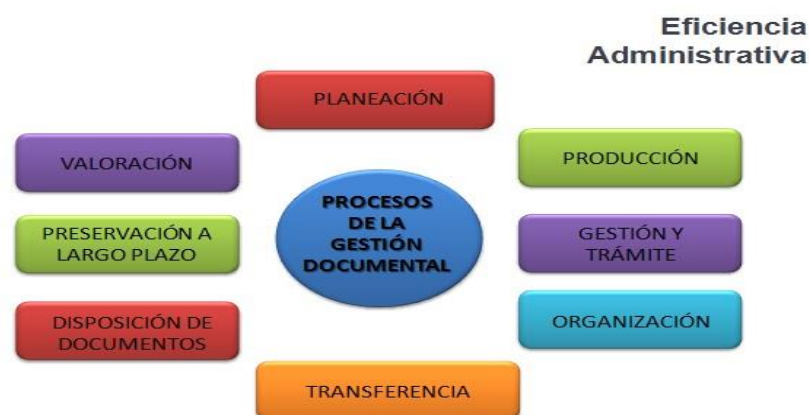 Eficiencia
Administrativa
PLANEACIÓN
VALORACIÓN
PRODUCCIÓN
PROCESOS
DE LA
GESTIÓN
DOCUMENTAL
PRESERVACIÓN A
LARGO PLAZO
GESTIÓN Y
TRÁMITE
DISPOSICIÓN DE
DOCUMENTOS
ORGANIZACIÓN
TRANSFERENCIA